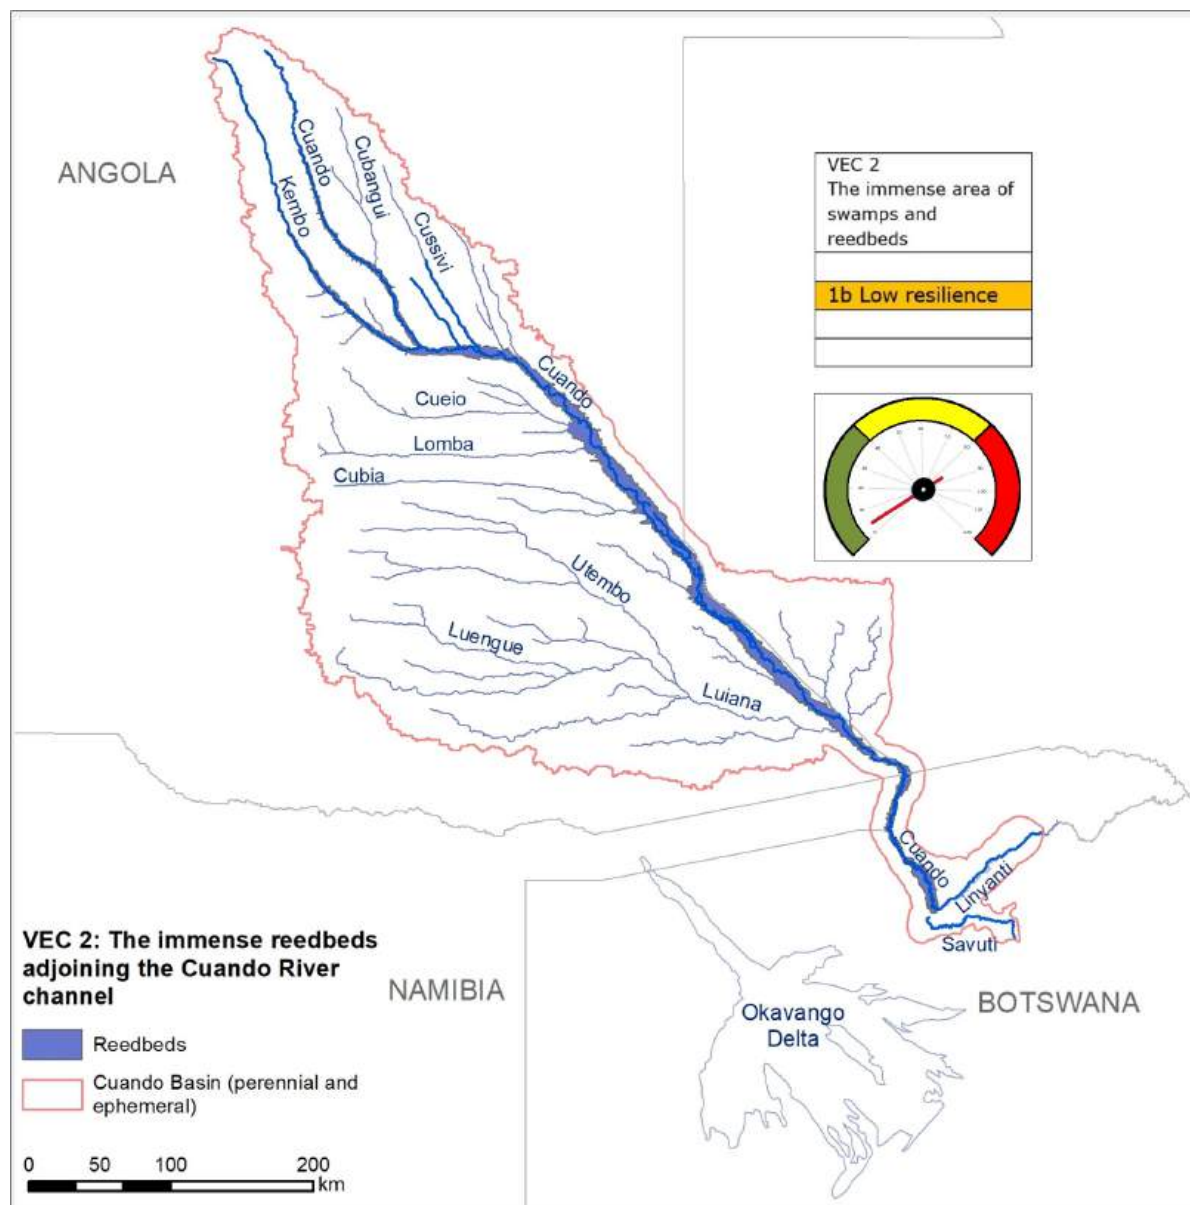 ANGOLA
Kembo
Cuando
Cubangui
Cussivi
VEC 2
The immense area of
swamps and
reedbeds
1b Low resilience
Cuando
Cueio
Lomba
Cubia
Utembo
Luengue
Luiana
Cuando
Linyanti
Savuti
NAMIBIA
BOTSWANA
Okavango
Delta
VEC 2: The immense reedbeds
adjoining the Cuando River
channel
Reedbeds
Cuando Basin (perennial and
ephemeral)
0 50 100 200
km